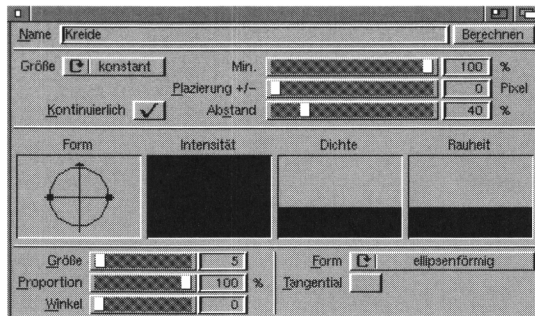 Name Kreide Berechnen
Größe konstant Min. 100 %
Plazierung +/- 0 Pixel
Kontinuierlich Abstand 40 %
Form Intensität Dichte Rauheit
Größe 5 Form ellipsenförmig
Proportion 100 % Tangential
Winkel 0